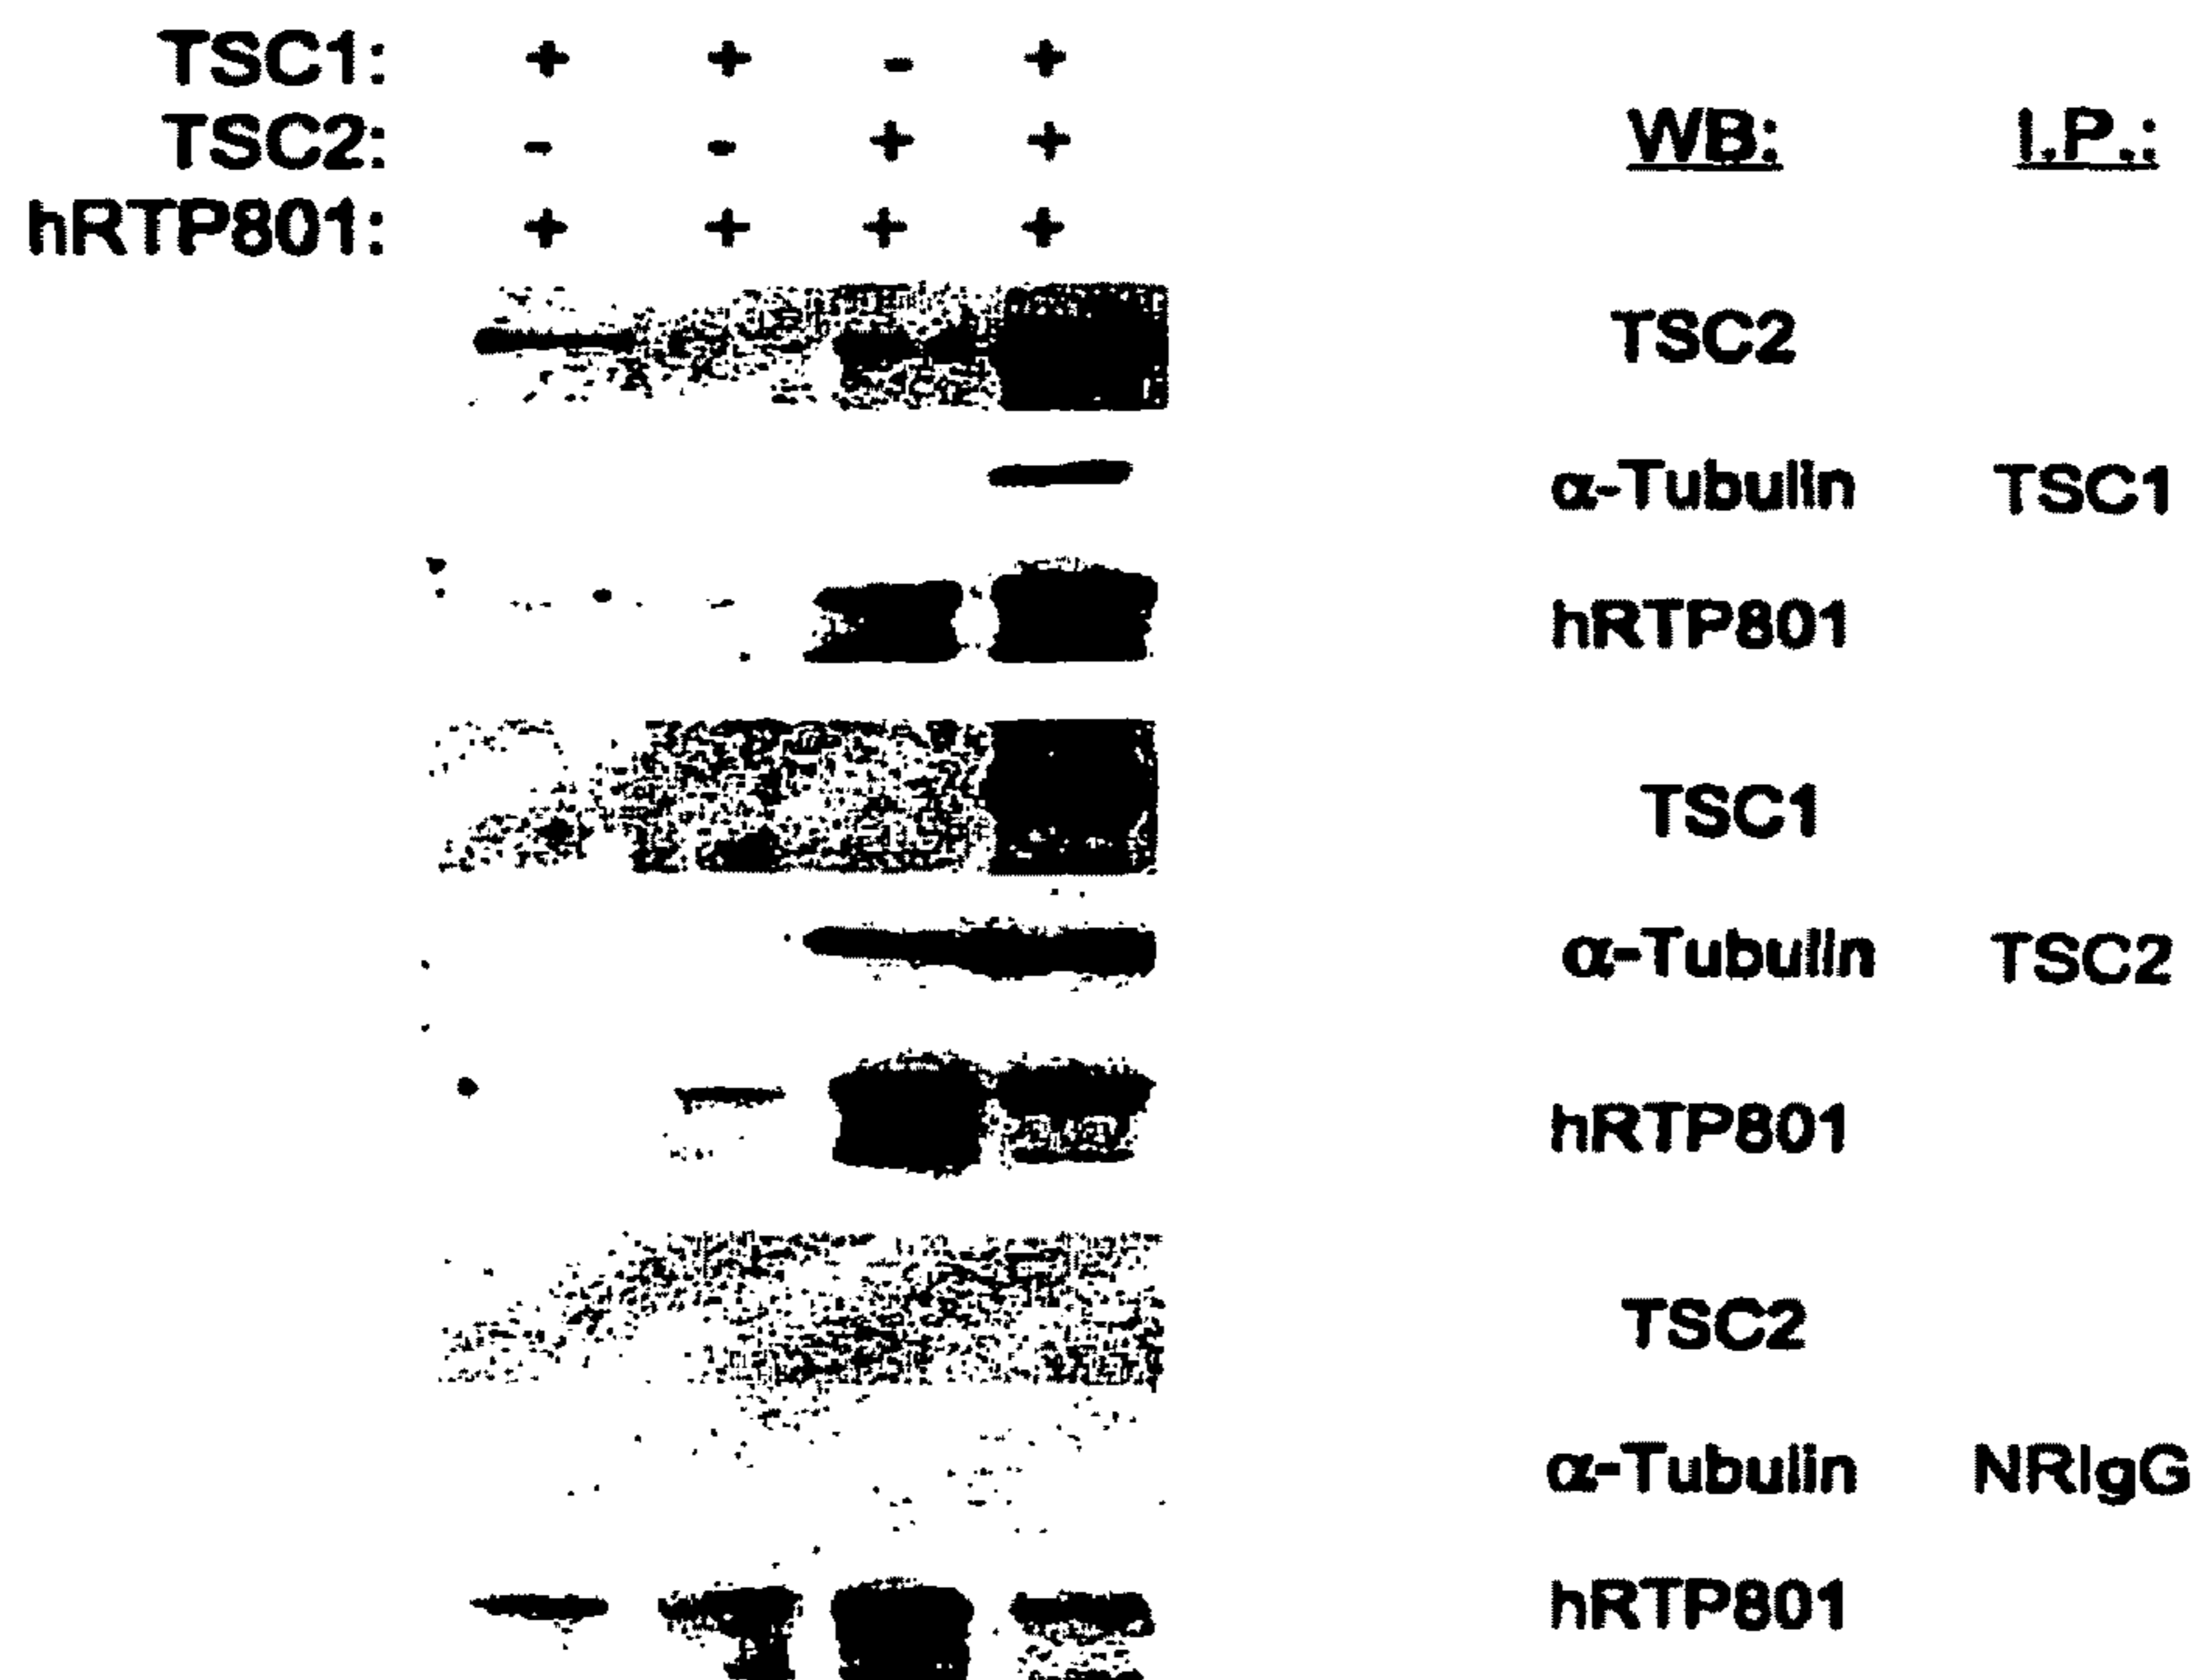 TSC1: + + - +
TSC2: - - + +
WB: I.P.:
hRTP801: + + + +
TSC2
α-Tubulin TSC1
hRTP801
TSC1
α-Tubulin TSC2
hRTP801
TSC2
α-Tubulin NRIgG
hRTP801